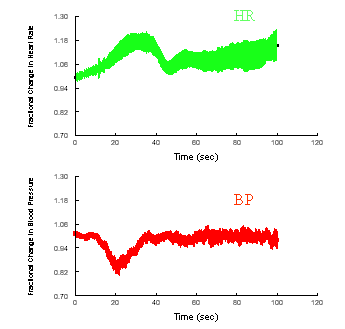 HR
Fractional Change in Heart Rate
1.30
1.18
1.06
0.94
0.82
0.70
0 20 40 60 80 100 120
Time (sec)
BP
Fractional Change in Blood Pressure
1.30
1.18
1.06
0.94
0.82
0.70
0 20 40 60 80 100 120
Time (sec)